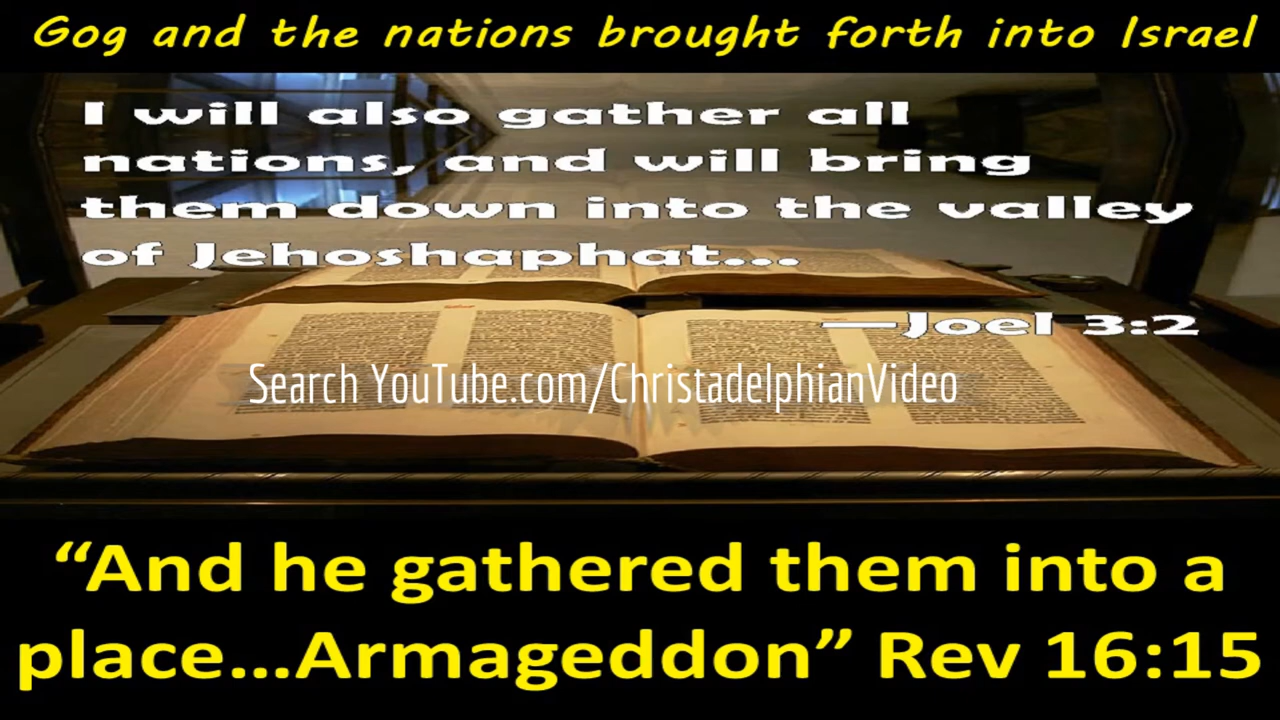 Gog and the nations brought forth into Israel
I will also gather all
nations, and will bring
them down into the valley
of Jehoshaphat...
—Joel 3:2
Search YouTube.com/ChristadelphianVideo
“And he gathered them into a
place...Armageddon” Rev 16:15